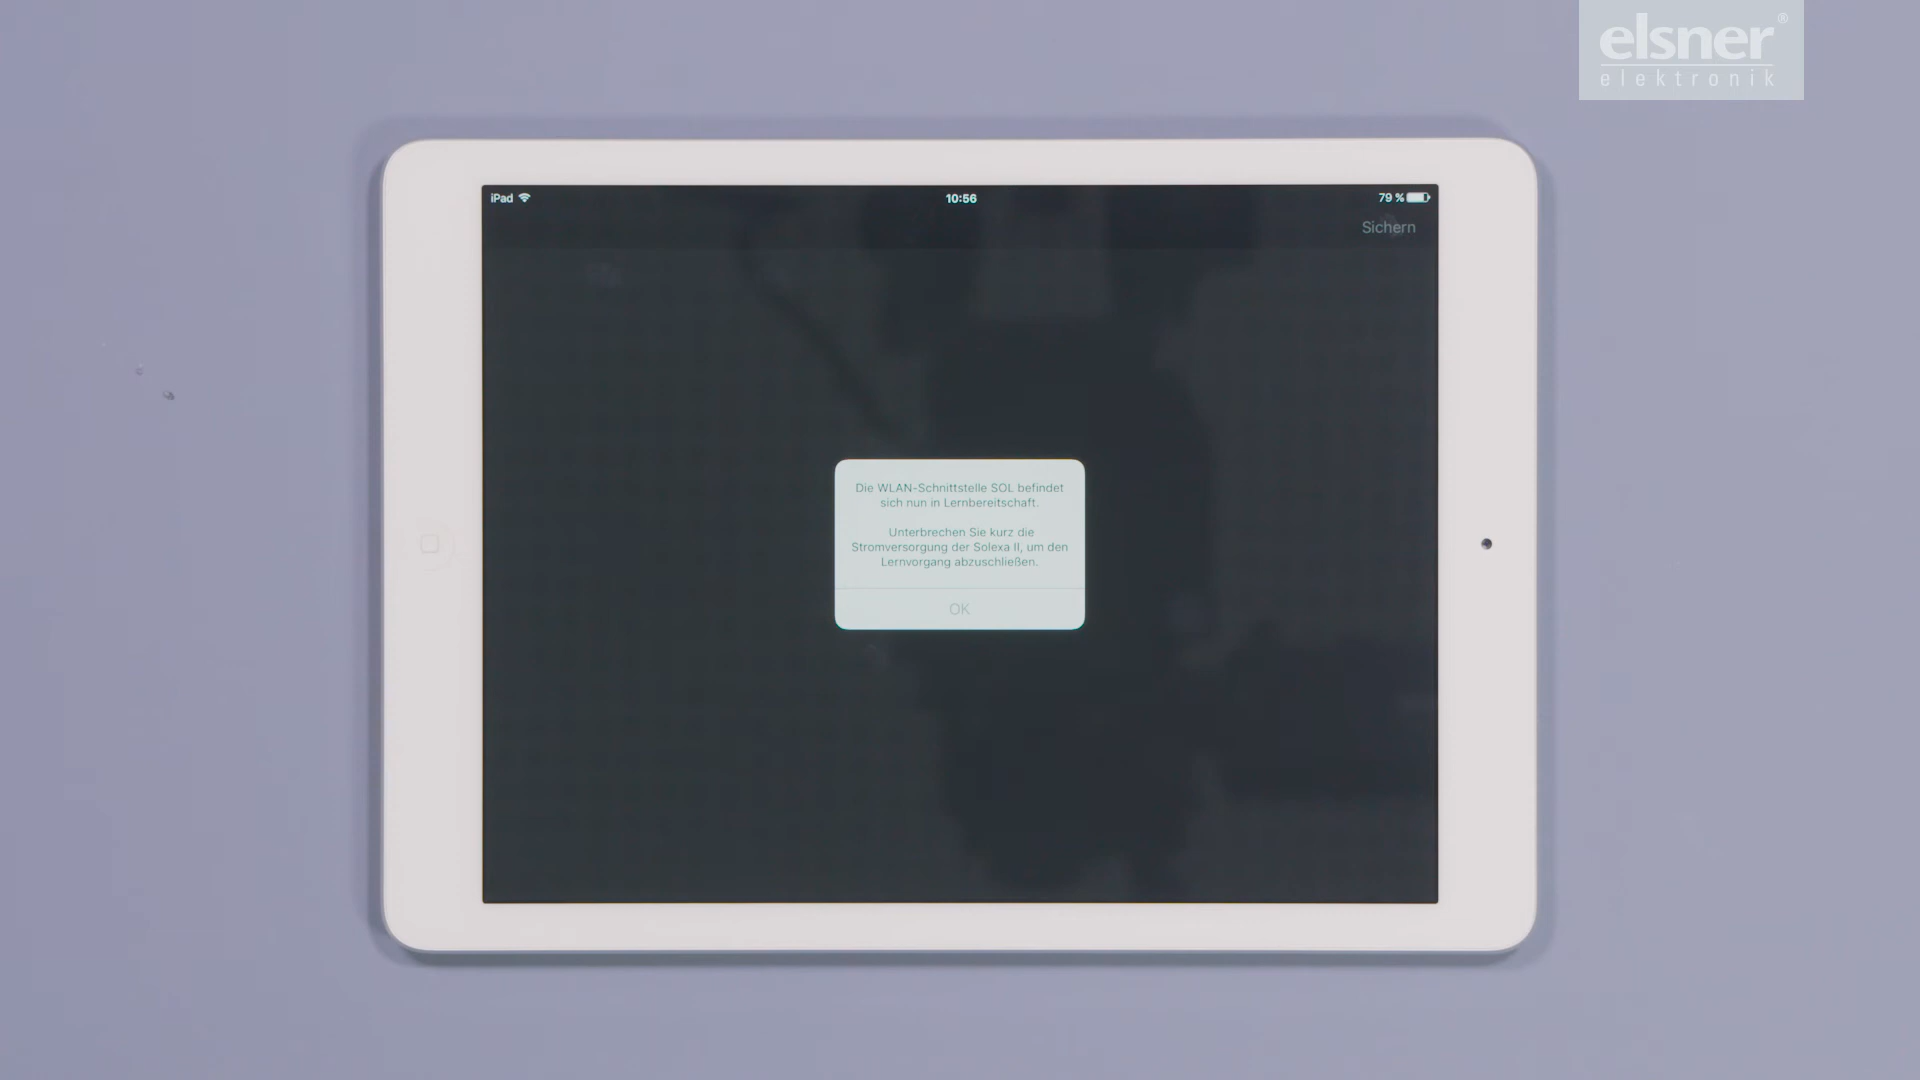 elsner®
elektronik
iPad 10:56 79 %
Sichern
Die WLAN-Schnittstelle SOL befindet
sich nun in Lernbereitschaft.
Unterbrechen Sie kurz die
Stromversorgung der Solexa II, um den
Lernvorgang abzuschließen.
OK